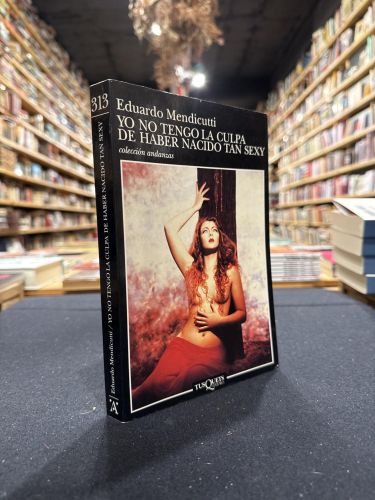 313
Eduardo Mendicutti / YO NO TENGO LA CULPA DE HABER NACIDO TAN SEXY
A
Eduardo Mendicutti
YO NO TENGO LA CULPA
DE HABER NACIDO TAN SEXY
colección andanzas
TUSQUETS